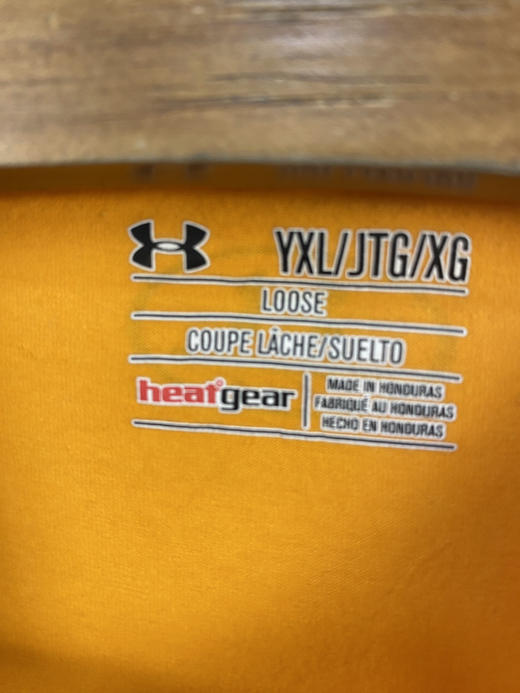 YXL/JTG/XG
LOOSE
COUPE LÂCHE/SUELTO
heatgear
MADE IN HONDURAS
FABRIQUÉ AU HONDURAS
HECHO EN HONDURAS